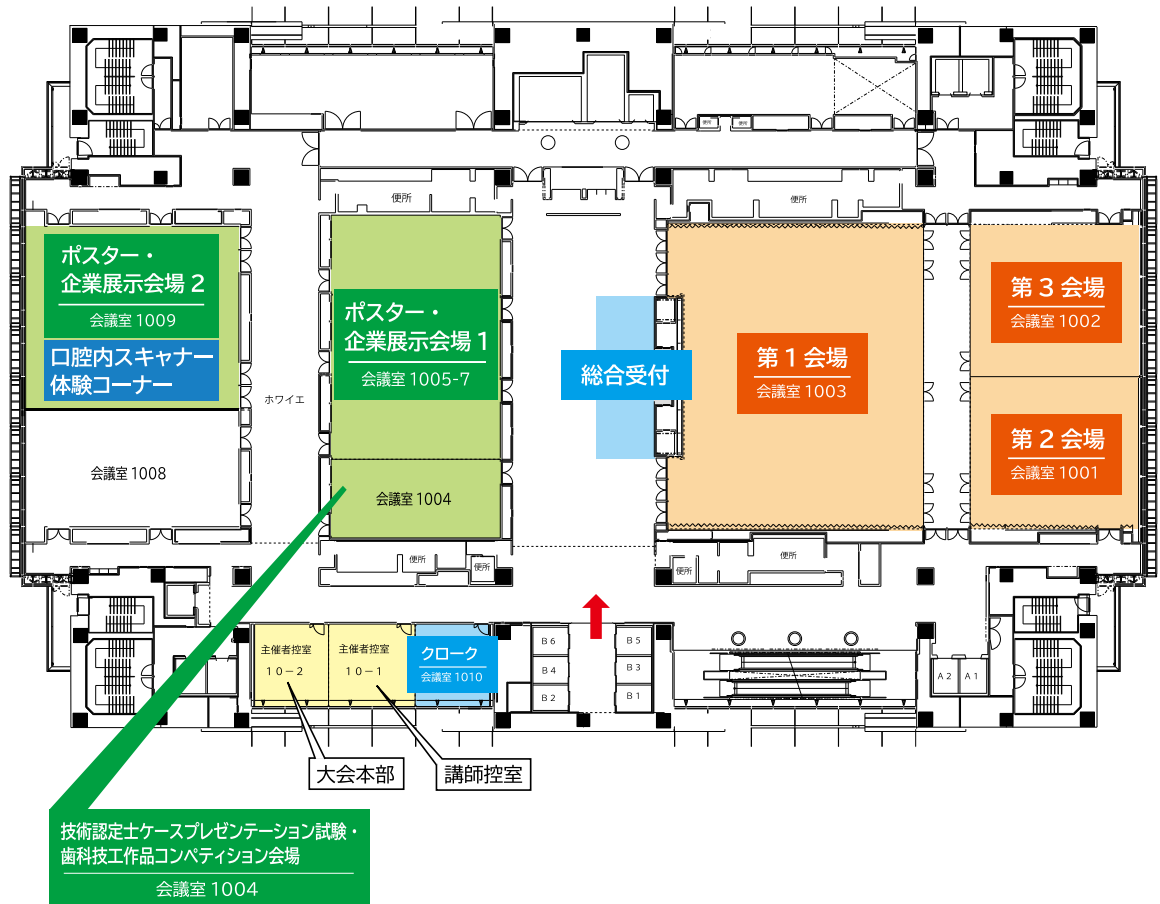 便所
便所
便所
便所
ポスター・
企業展示会場 2
会議室 1009
口腔内スキャナー
体験コーナー
会議室 1008
ホワイエ
ポスター・
企業展示会場 1
会議室 1005-7
会議室 1004
総合受付
第 1 会場
会議室 1003
第 3 会場
会議室 1002
第 2 会場
会議室 1001
便所
便所
便所
便所
主催者控室
10-2
主催者控室
10-1
クローク
会議室 1010
B 6
B 4
B 2
B 5
B 3
B 1
A 2
A 1
大会本部
講師控室
技術認定士ケースプレゼンテーション試験・
歯科技工作品コンペティション会場
会議室 1004